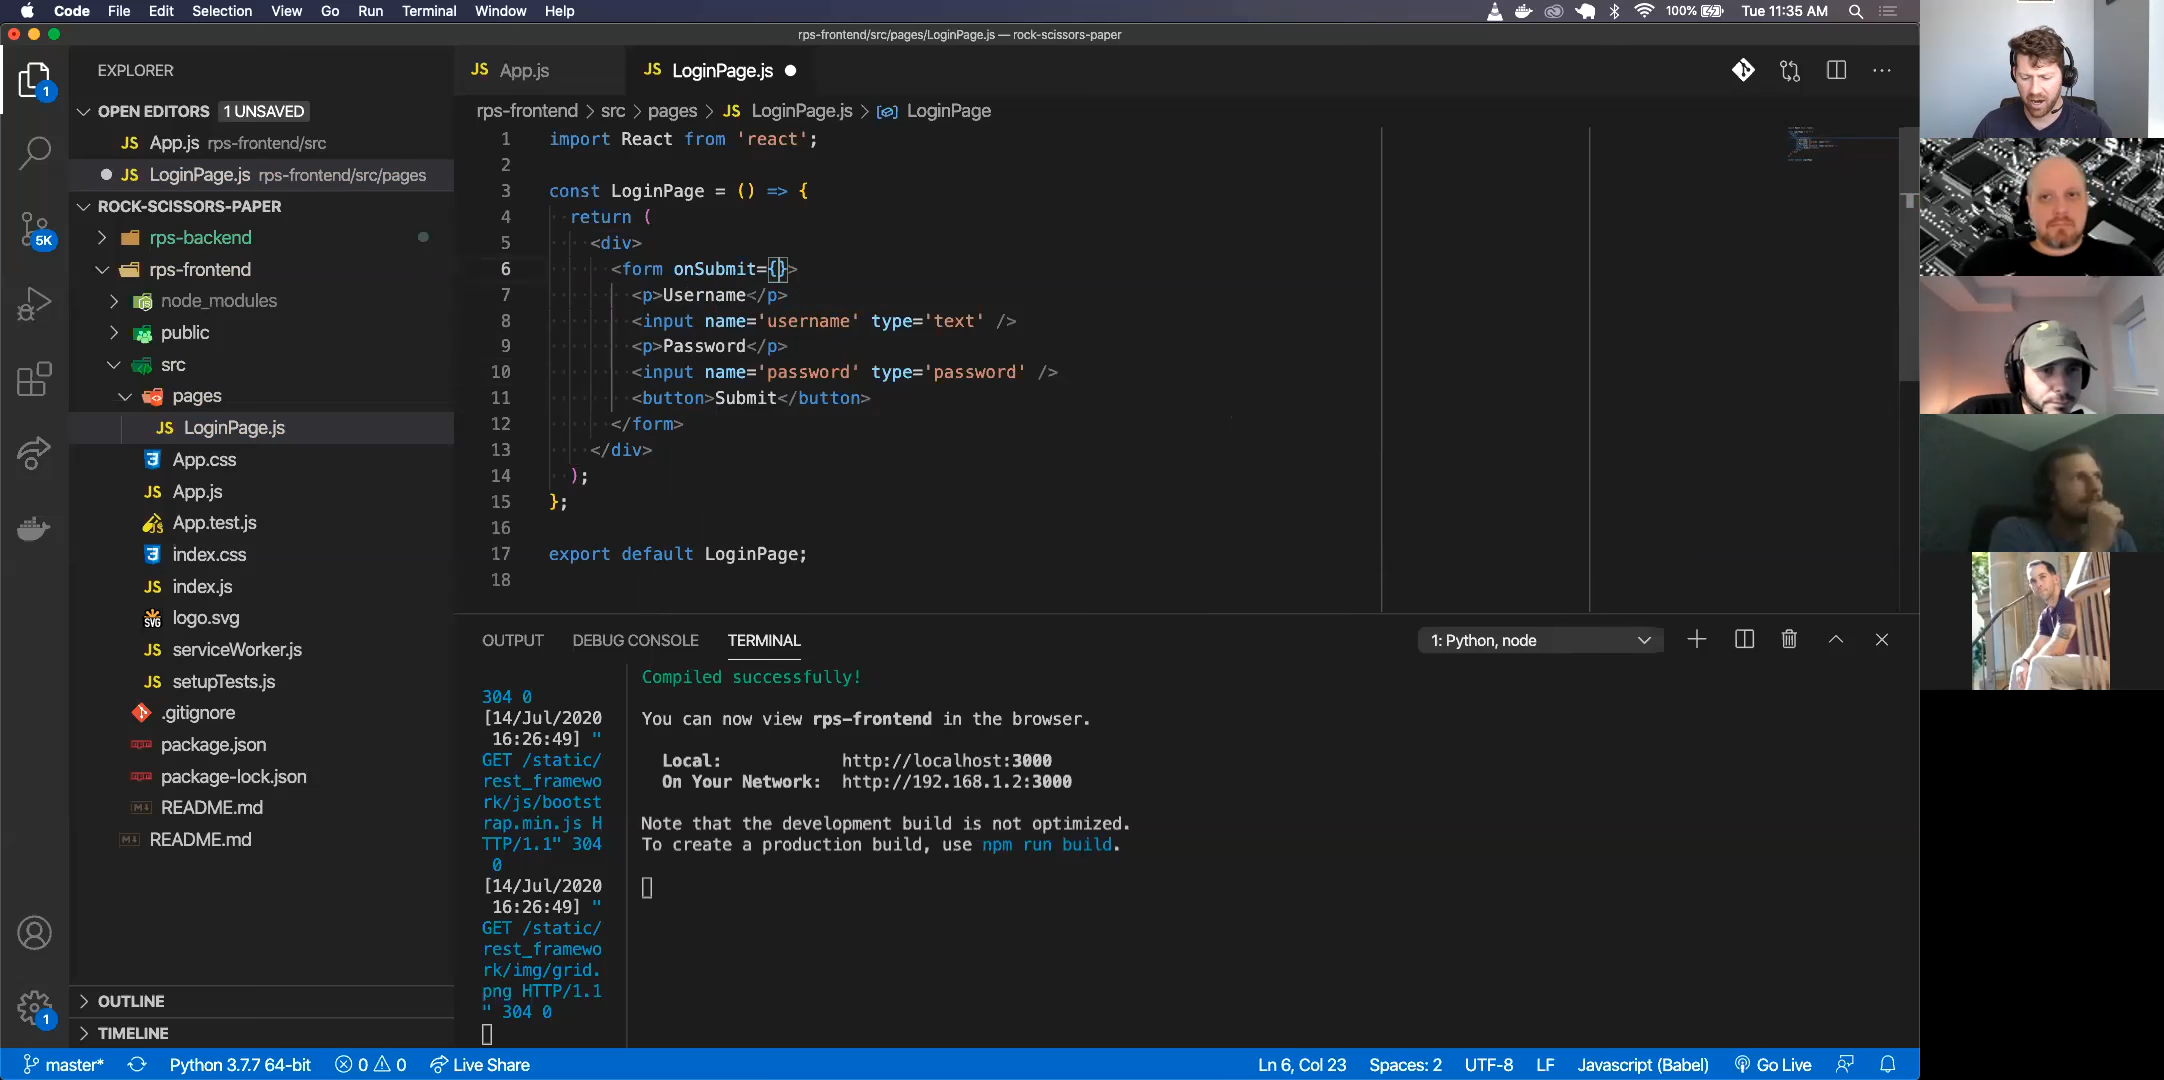 Code File Edit Selection View Go Run Terminal Window Help
100% Tue 11:35 AM
rps-frontend/src/pages/LoginPage.js — rock-scissors-paper
EXPLORER
OPEN EDITORS 1 UNSAVED
JS App.js rps-frontend/src
JS LoginPage.js rps-frontend/src/pages
ROCK-SCISSORS-PAPER
rps-backend
rps-frontend
node_modules
public
src
pages
JS LoginPage.js
App.css
JS App.js
App.test.js
index.css
JS index.js
SVG logo.svg
JS serviceWorker.js
JS setupTests.js
.gitignore
package.json
package-lock.json
README.md
README.md
OUTLINE
TIMELINE
1
5K
1
JS App.js
JS LoginPage.js
rps-frontend > src > pages > JS LoginPage.js > LoginPage
1 import React from 'react';
2
3 const LoginPage = () => {
4 return (
5 <div>
6 <form onSubmit={}>
7 <p>Username</p>
8 <input name='username' type='text' />
9 <p>Password</p>
10 <input name='password' type='password' />
11 <button>Submit</button>
12 </form>
13 </div>
14 );
15 };
16
17 export default LoginPage;
18
OUTPUT DEBUG CONSOLE TERMINAL
1: Python, node
304 0
[14/Jul/2020
16:26:49] "
GET /static/
rest_framewo
rk/js/bootst
rap.min.js H
TTP/1.1" 304
0
[14/Jul/2020
16:26:49] "
GET /static/
rest_framewo
rk/img/grid.
png HTTP/1.1
" 304 0
Compiled successfully!
You can now view rps-frontend in the browser.
Local: http://localhost:3000
On Your Network: http://192.168.1.2:3000
Note that the development build is not optimized.
To create a production build, use npm run build.
master* Python 3.7.7 64-bit 0 0 Live Share
Ln 6, Col 23 Spaces: 2 UTF-8 LF Javascript (Babel) Go Live